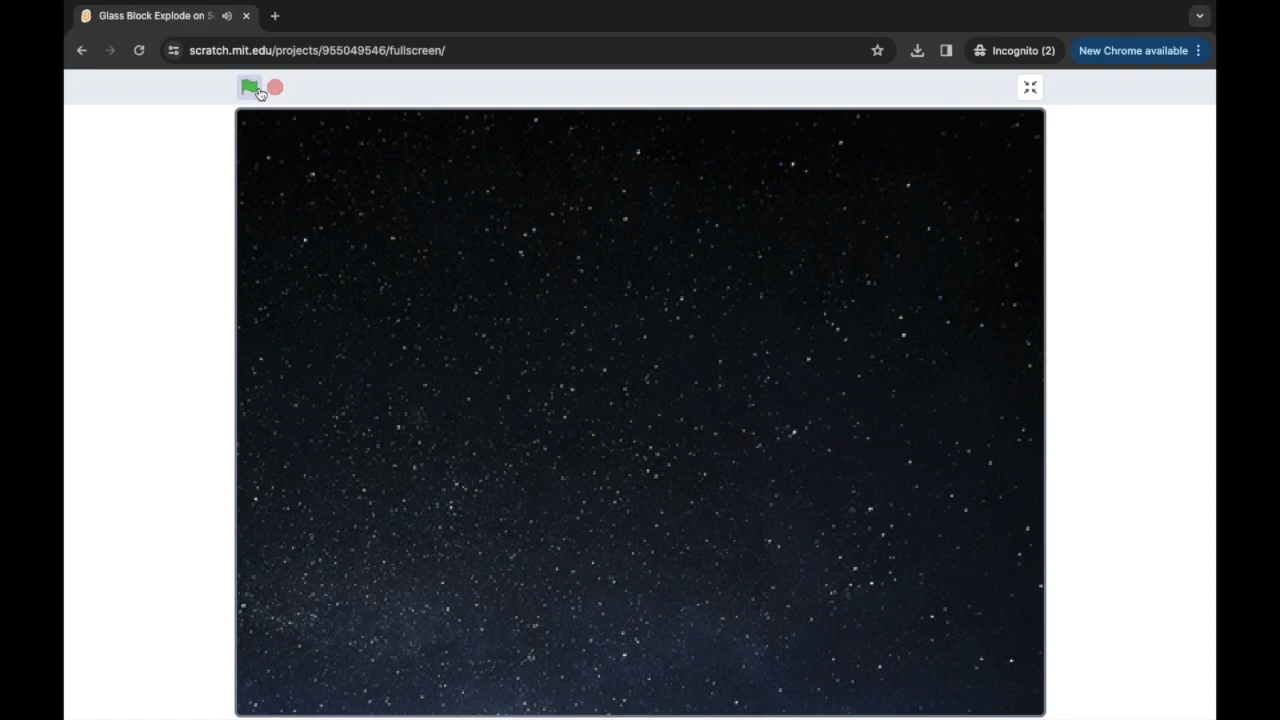 Glass Block Explode on S
scratch.mit.edu/projects/955049546/fullscreen/
Incognito (2)
New Chrome available